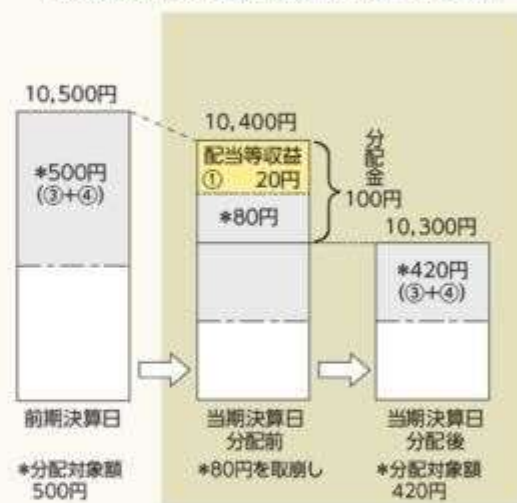 10,500円
*500円
(③+④)
前期決算日
*分配対象額
500円
10,400円
配当等収益
① 20円
*80円
分配金
100円
当期決算日
分配前
*80円を取崩し
10,300円
*420円
(③+④)
当期決算日
分配後
*分配対象額
420円